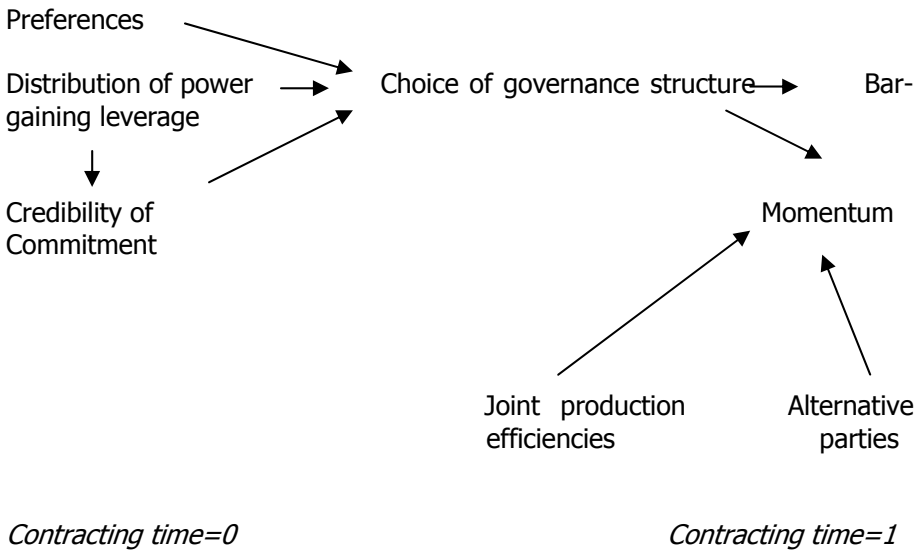 Preferences
Distribution of power Choice of governance structure Bar-
gaining leverage
Credibility of Momentum
Commitment
Joint production Alternative
efficiencies parties
Contracting time=0 Contracting time=1